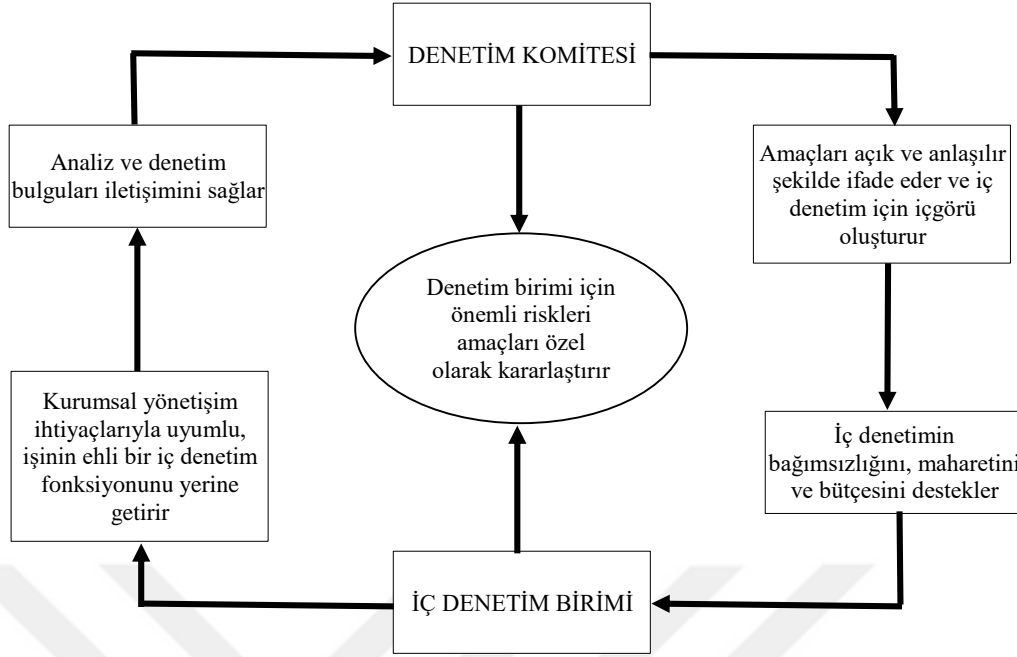 DENETİM KOMİTESİ
Analiz ve denetim
bulguları iletişimini sağlar
Amaçları açık ve anlaşılır
şekilde ifade eder ve iç
denetim için içgörü
oluşturur
Denetim birimi için
önemli riskleri
amaçları özel
olarak kararlaştırır
Kurumsal yönetişim
ihtiyaçlarıyla uyumlu,
işinin ehli bir iç denetim
fonksiyonunu yerine
getirir
İç denetimin
bağımsızlığını, maharetini
ve bütçesini destekler
İÇ DENETİM BİRİMİ